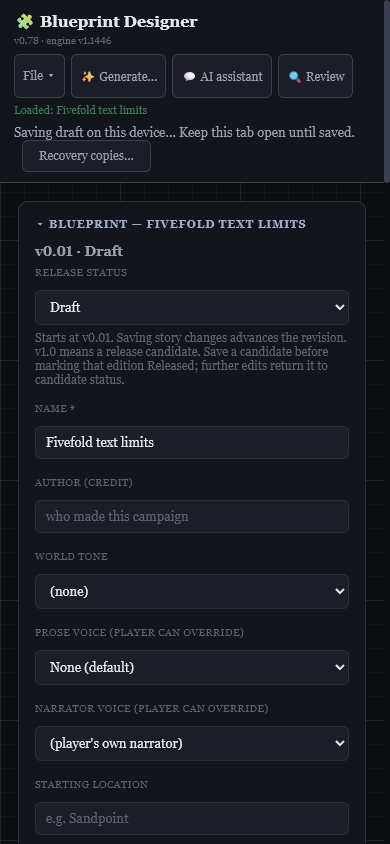 🧩 Blueprint Designer
v0.78 · engine v1.1446
File ▾
✨ Generate...
💬 AI assistant
🔍 Review
Loaded: Fivefold text limits
Saving draft on this device... Keep this tab open until saved.
Recovery copies...
BLUEPRINT — FIVEFOLD TEXT LIMITS
v0.01 · Draft
RELEASE STATUS
Draft
Starts at v0.01. Saving story changes advances the revision.
v1.0 means a release candidate. Save a candidate before
marking that edition Released; further edits return it to
candidate status.
NAME *
Fivefold text limits
AUTHOR (CREDIT)
who made this campaign
WORLD TONE
(none)
PROSE VOICE (PLAYER CAN OVERRIDE)
None (default)
NARRATOR VOICE (PLAYER CAN OVERRIDE)
(player's own narrator)
STARTING LOCATION
e.g. Sandpoint